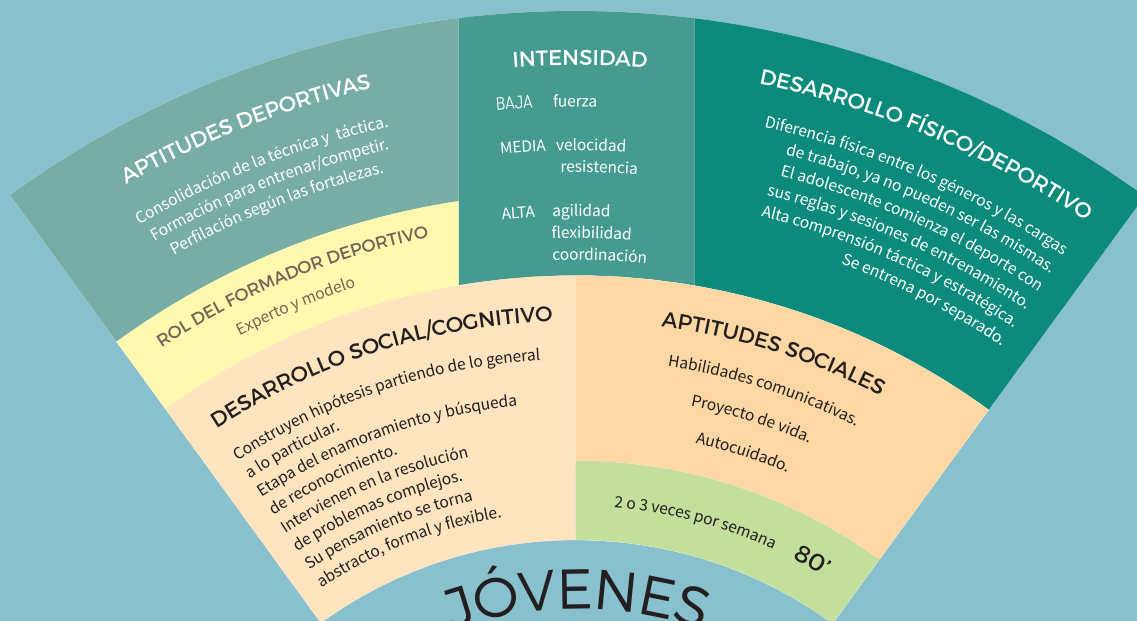 APTITUDES DEPORTIVAS
Consolidación de la técnica y táctica.
Formación para entrenar/competir.
Perfilación según las fortalezas.
ROL DEL FORMADOR DEPORTIVO
Experto y modelo
INTENSIDAD
BAJA fuerza
MEDIA velocidad
resistencia
ALTA agilidad
flexibilidad
coordinación
DESARROLLO FÍSICO/DEPORTIVO
Diferencia física entre los géneros y las cargas
de trabajo, ya no pueden ser las mismas.
El adolescente comienza el deporte con
sus reglas y sesiones de entrenamiento.
Alta comprensión táctica y estratégica.
Se entrena por separado.
DESARROLLO SOCIAL/COGNITIVO
Construyen hipótesis partiendo de lo general
a lo particular.
Etapa del enamoramiento y búsqueda
de reconocimiento.
Intervienen en la resolución
de problemas complejos.
Su pensamiento se torna
abstracto, formal y flexible.
APTITUDES SOCIALES
Habilidades comunicativas.
Proyecto de vida.
Autocuidado.
2 o 3 veces por semana 80’
JÓVENES